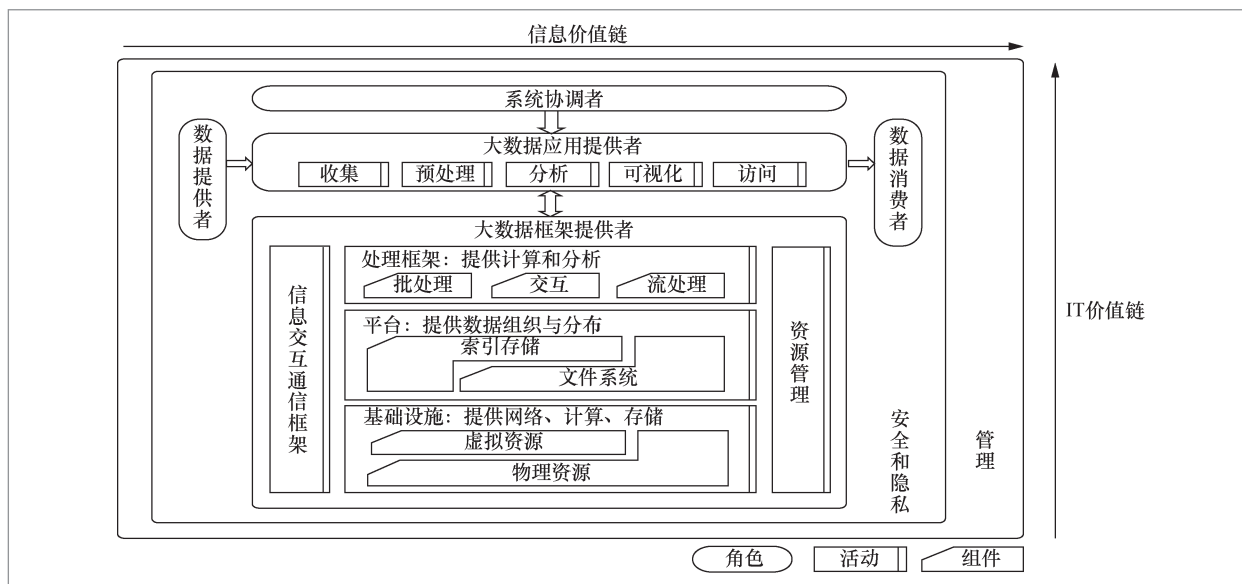 信息价值链
系统协调者
数据提供者
大数据应用提供者
收集
预处理
分析
可视化
访问
数据消费者
大数据框架提供者
信息交互通信框架
处理框架：提供计算和分析
批处理
交互
流处理
平台：提供数据组织与分布
索引存储
文件系统
基础设施：提供网络、计算、存储
虚拟资源
物理资源
资源管理
安全和隐私
管理
IT价值链
角色
活动
组件